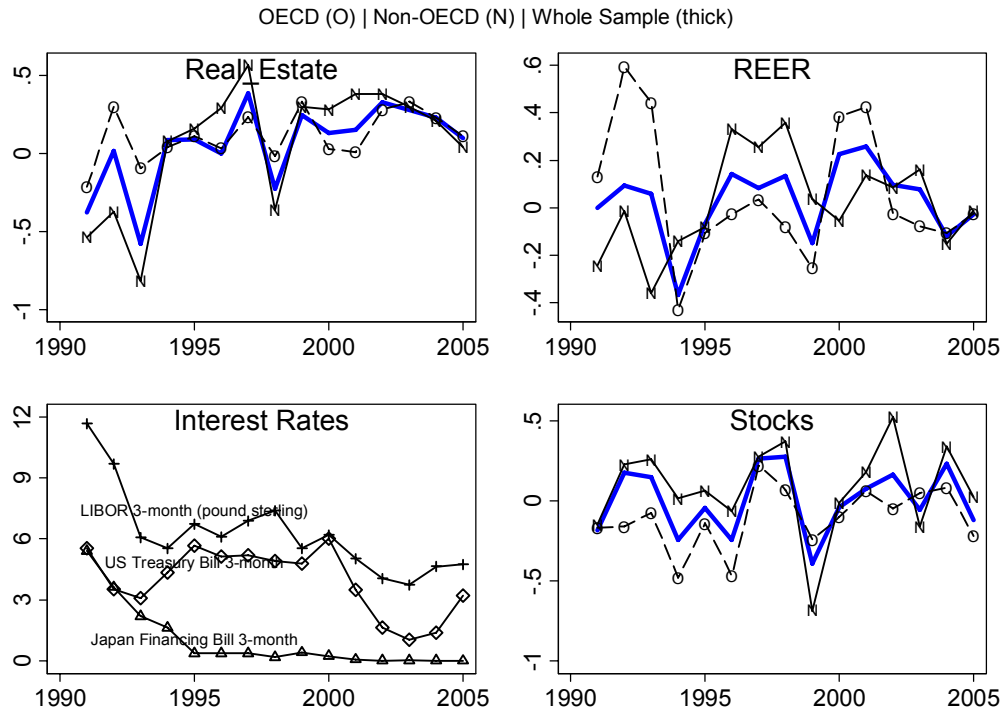 OECD (O) | Non-OECD (N) | Whole Sample (thick)
Real Estate
.5
0
-.5
-1
1990 1995 2000 2005
REER
.6
.4
.2
0
-.2
-.4
1990 1995 2000 2005
Interest Rates
12
9
6
3
0
LIBOR 3-month (pound sterling)
US Treasury Bill 3-month
Japan Financing Bill 3-month
1990 1995 2000 2005
Stocks
.5
0
-.5
-1
1990 1995 2000 2005